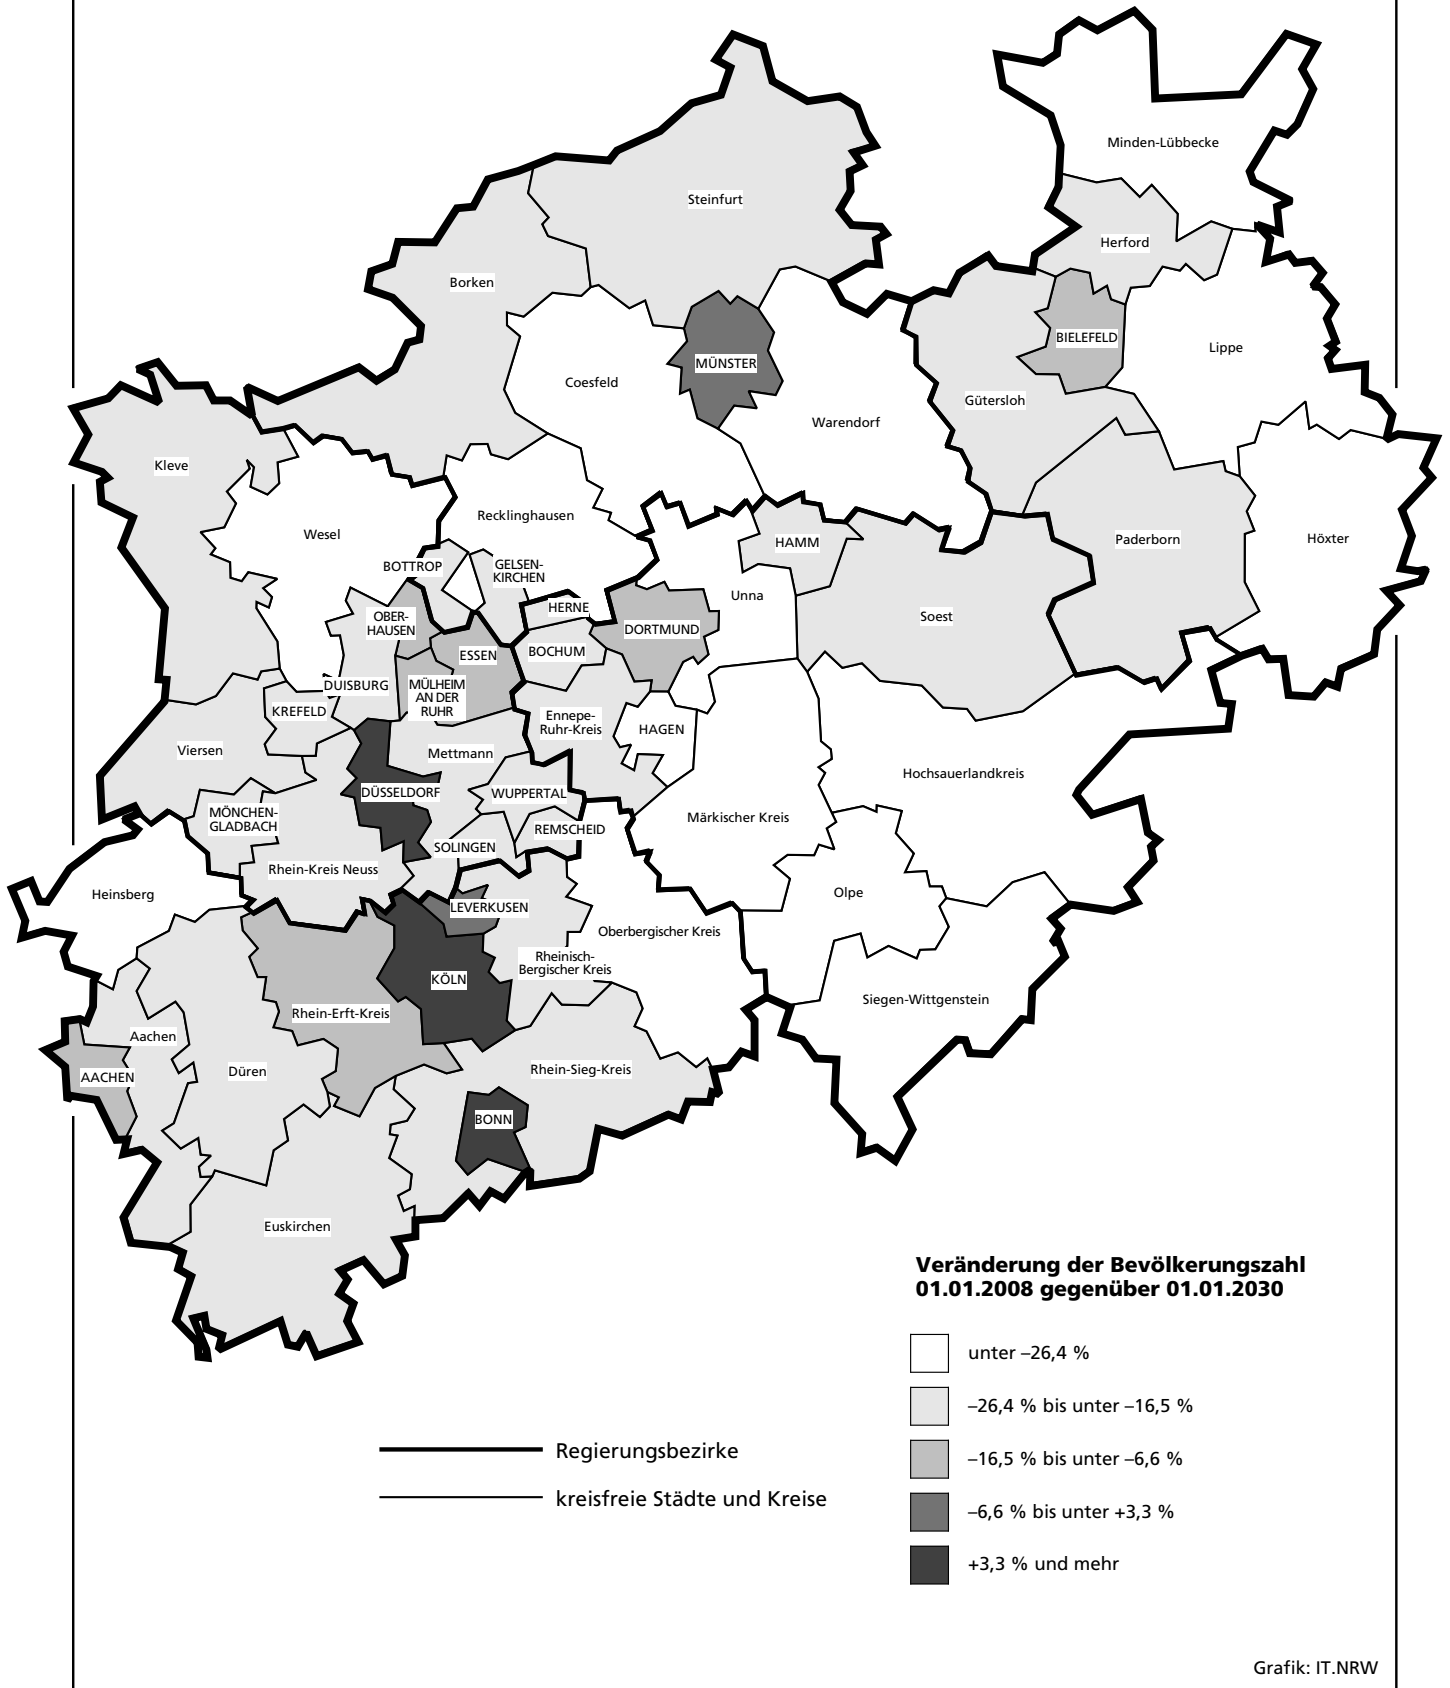 Minden-Lübbecke
Steinfurt
Herford
Borken
BIELEFELD
Lippe
MÜNSTER
Coesfeld
Gütersloh
Warendorf
Kleve
Recklinghausen
Wesel
HAMM
Paderborn
Höxter
BOTTROP
GELSEN-
KIRCHEN
Unna
HERNE
OBER-
HAUSEN
Soest
DORTMUND
BOCHUM
ESSEN
DUISBURG
MÜLHEIM
AN DER
RUHR
KREFELD
Ennepe-
Ruhr-Kreis
HAGEN
Viersen
Mettmann
Hochsauerlandkreis
DÜSSELDORF
WUPPERTAL
MÖNCHEN-
GLADBACH
Märkischer Kreis
REMSCHEID
SOLINGEN
Rhein-Kreis Neuss
Heinsberg
Olpe
LEVERKUSEN
Oberbergischer Kreis
Rheinisch-
Bergischer Kreis
KÖLN
Siegen-Wittgenstein
Rhein-Erft-Kreis
Aachen
Düren
Rhein-Sieg-Kreis
AACHEN
BONN
Euskirchen
Veränderung der Bevölkerungszahl
01.01.2008 gegenüber 01.01.2030
unter –26,4 %
–26,4 % bis unter –16,5 %
–16,5 % bis unter –6,6 %
–6,6 % bis unter +3,3 %
+3,3 % und mehr
Regierungsbezirke
kreisfreie Städte und Kreise
Grafik: IT.NRW